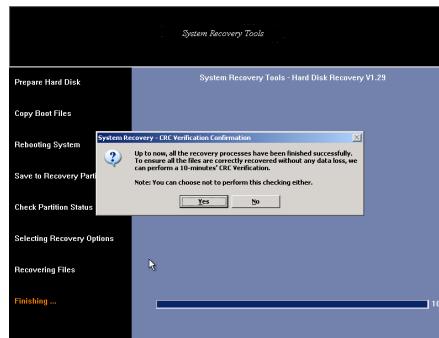 System Recovery Tools
System Recovery Tools - Hard Disk Recovery V1.29
Prepare Hard Disk
Copy Boot Files
Rebooting System
Save to Recovery Parti
Check Partition Status
Selecting Recovery Options
Recovering Files
Finishing ...
System Recovery - CRC Verification Confirmation
Up to now, all the recovery processes have been finished successfully.
To ensure all the files are correctly recovered without any data loss, we
can perform a 10-minutes' CRC Verification.
Note: You can choose not to perform this checking either.
Yes
No
10